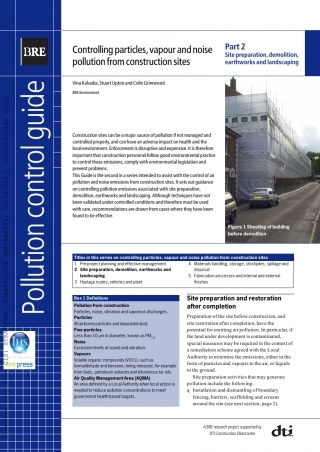 BRE
Controlling particles, vapour and noise
pollution from construction sites
Part 2
Site preparation, demolition,
earthworks and landscaping
Vina Kukadia, Stuart Upton and Colin Grimwood
BRE Environment
Pollution control guide
Construction sites can be a major source of pollution if not managed and
controlled properly, and can have an adverse impact on health and the
local environment. Enforcement is disruptive and expensive. It is therefore
important that construction personnel follow good environmental practice
to control these emissions, comply with environmental legislation and
prevent problems.
This Guide is the second in a series intended to assist with the control of air
pollution and noise emissions from construction sites. It sets out guidance
on controlling pollution emissions associated with site preparation,
demolition, earthworks and landscaping. Although techniques have not
been validated under controlled conditions and therefore must be used
with care, recommendations are drawn from cases where they have been
found to be effective.
Figure 1 Sheeting of building
before demolition
Titles in this series on controlling particles, vapour and noise pollution from construction sites
1 Pre-project planning and effective management
2 Site preparation, demolition, earthworks and
landscaping
3 Haulage routes, vehicles and plant
4 Materials handling, storage, stockpiles, spillage and
disposal
5 Fabrication processes and internal and external
finishes
Box 1 Definitions
Pollution from construction
Particles, noise, vibration and vaporous discharges.
Particles
All airborne particles and deposited dust.
Fine particles
Less than 10 µm in diameter, known as PM10.
Noise
Excessive levels of sound and vibration.
Vapours
Volatile organic compounds (VOCs), such as
formaldehyde and benzene, being released, for example
from fuels, petroleum solvents and bituminous tar oils.
Air Quality Management Area (AQMA)
An area defined by a Local Authority when local action is
needed to reduce pollution concentrations to meet
government health-based targets.
Site preparation and restoration
after completion
Preparation of the site before construction, and
site restoration after completion, have the
potential for emitting air pollution. In particular, if
the land under development is contaminated,
special measures may be required in the context of
a remediation scheme agreed with the Local
Authority to minimise the emissions, either in the
form of particles and vapours to the air, or liquids
to the ground.
Site preparation activities that may generate
pollution include the following.
q Installation and dismantling of boundary
fencing, barriers, scaffolding and screens
around the site (see next section, page 2).
IHS
brepress
A BRE research project supported by
DTI Construction Directorate
dti